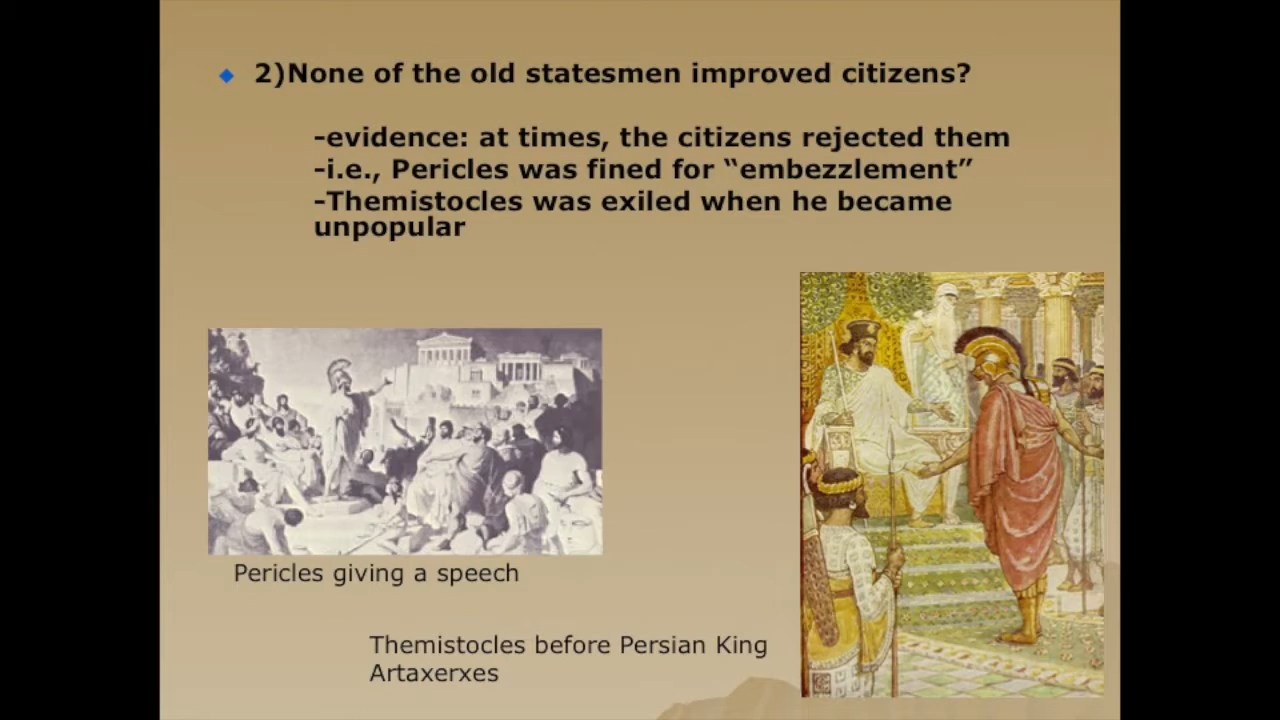 2)None of the old statesmen improved citizens?
-evidence: at times, the citizens rejected them
-i.e., Pericles was fined for “embezzlement”
-Themistocles was exiled when he became
unpopular
Pericles giving a speech
Themistocles before Persian King
Artaxerxes